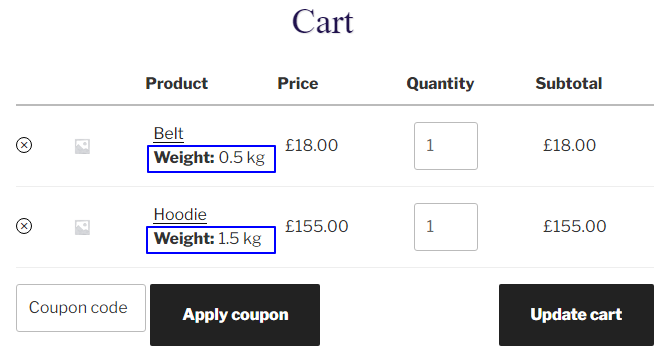 Cart
Product Price Quantity Subtotal
Belt
Weight: 0.5 kg
£18.00 1 £18.00
Hoodie
Weight: 1.5 kg
£155.00 1 £155.00
Coupon code Apply coupon Update cart